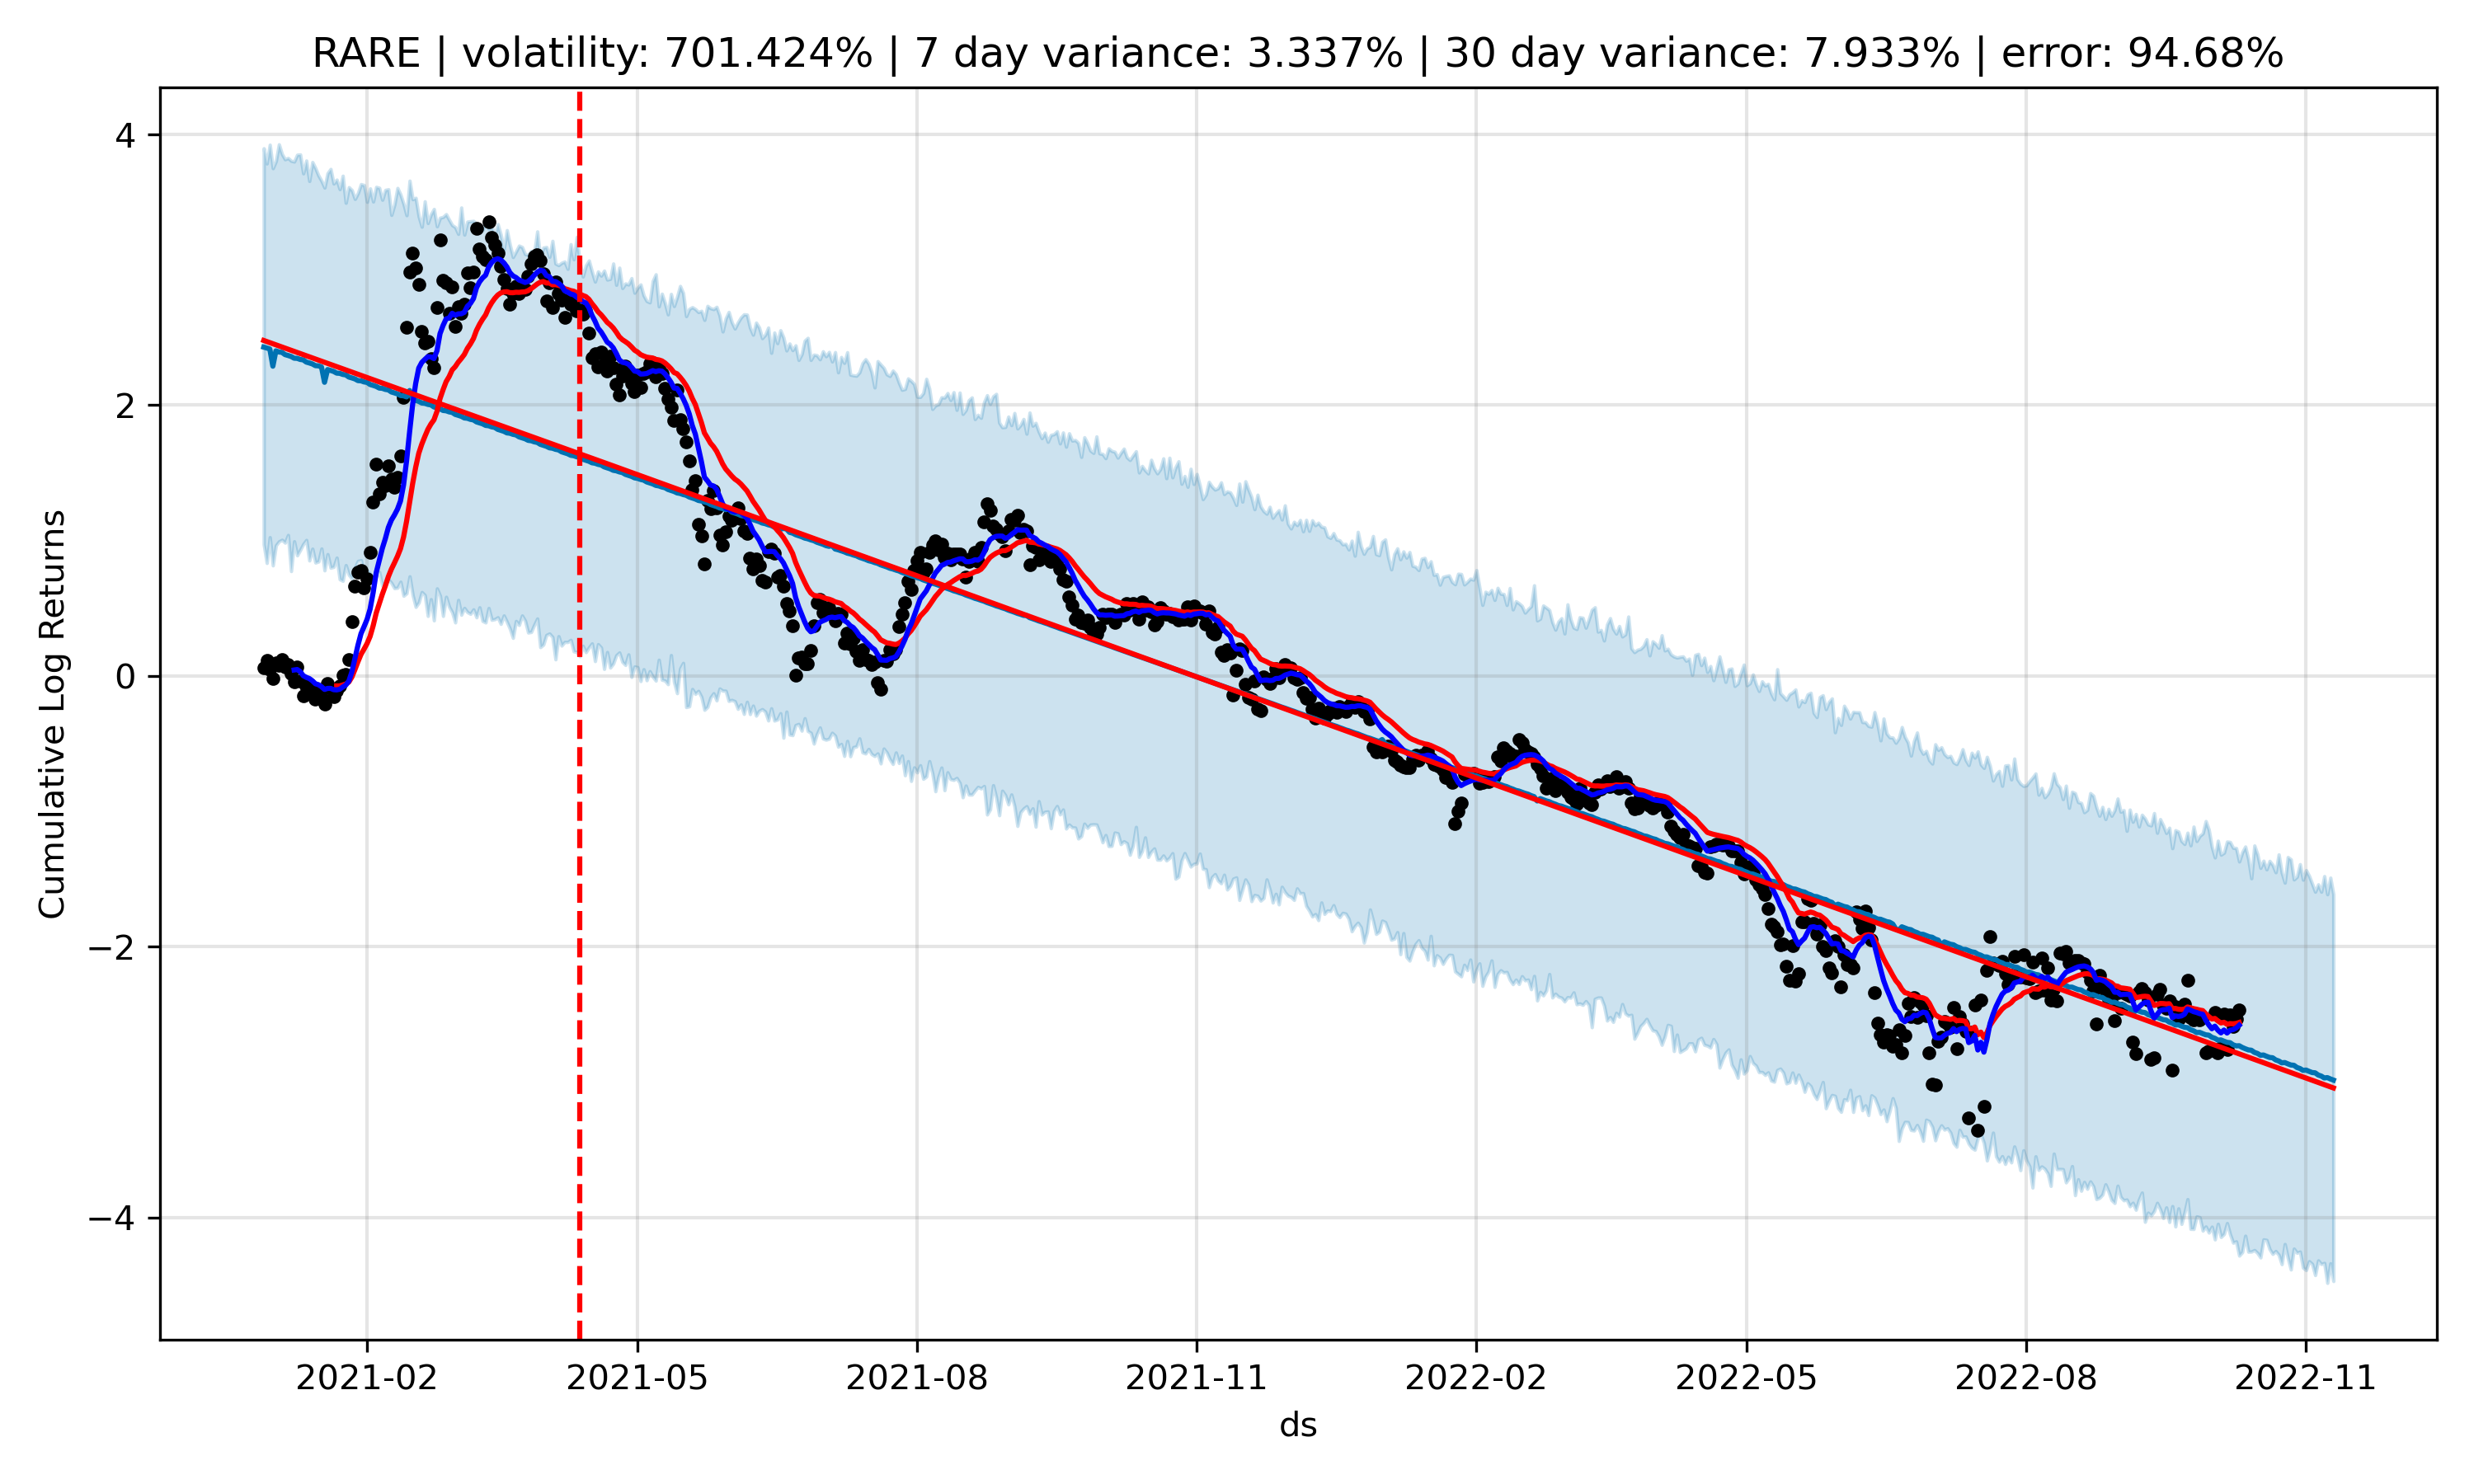 RARE | volatility: 701.424% | 7 day variance: 3.337% | 30 day variance: 7.933% | error: 94.68%
Cumulative Log Returns
4
2
0
−2
−4
2021-02 2021-05 2021-08 2021-11 2022-02 2022-05 2022-08 2022-11
ds